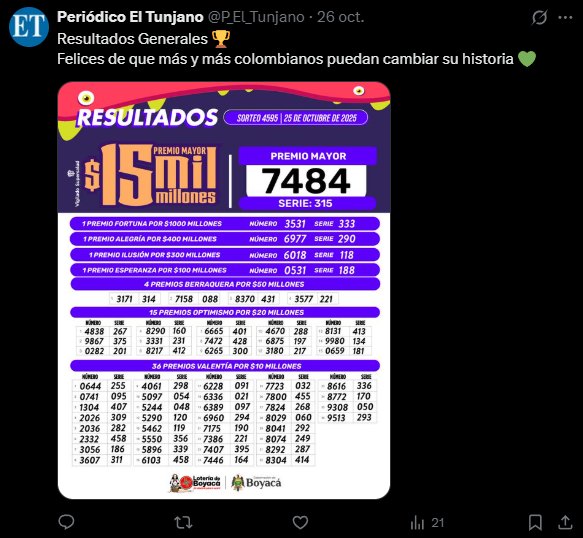 Periódico El Tunjano @P_El_Tunjano · 26 oct.
Resultados Generales
Felices de que más y más colombianos puedan cambiar su historia
RESULTADOS
SORTEO 4595 | 25 DE OCTUBRE DE 2025
Vigilado Supersalud
PREMIO MAYOR
$15 mil millones
PREMIO MAYOR
7484
SERIE: 315
1 PREMIO FORTUNA POR $1000 MILLONES NÚMERO 3531 SERIE 333
1 PREMIO ALEGRÍA POR $400 MILLONES NÚMERO 6977 SERIE 290
1 PREMIO ILUSIÓN POR $300 MILLONES NÚMERO 6018 SERIE 118
1 PREMIO ESPERANZA POR $100 MILLONES NÚMERO 0531 SERIE 188
4 PREMIOS BERRAQUERA POR $50 MILLONES
3171 314 7158 088 8370 431 3577 221
15 PREMIOS OPTIMISMO POR $20 MILLONES
NÚMERO SERIE NÚMERO SERIE NÚMERO SERIE NÚMERO SERIE NÚMERO SERIE
4838 267 8290 160 6665 401 4670 288 8131 413
9867 375 3331 231 7472 428 6875 197 9980 134
0282 201 8217 412 6265 300 3180 217 0659 181
36 PREMIOS VALENTÍA POR $10 MILLONES
NÚMERO SERIE NÚMERO SERIE NÚMERO SERIE NÚMERO SERIE NÚMERO SERIE
0644 255 4061 298 6228 091 7723 032 8616 336
0741 095 5097 054 6336 021 7800 455 8772 170
1304 407 5244 048 6389 097 7824 268 9308 050
2026 309 5290 120 6960 294 8029 060 9513 293
2036 282 5462 119 7175 190 8041 292
2332 458 5550 356 7386 221 8074 249
3056 186 5896 339 7407 395 8292 287
3607 311 6103 458 7446 164 8304 414
Lotería de Boyacá
Boyacá
21